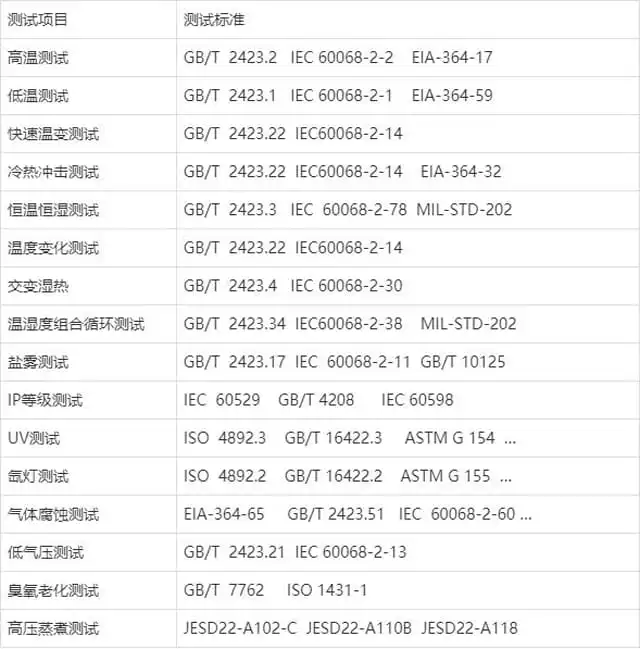 测试项目 测试标准
高温测试 GB/T 2423.2 IEC 60068-2-2 EIA-364-17
低温测试 GB/T 2423.1 IEC 60068-2-1 EIA-364-59
快速温变测试 GB/T 2423.22 IEC60068-2-14
冷热冲击测试 GB/T 2423.22 IEC60068-2-14 EIA-364-32
恒温恒湿测试 GB/T 2423.3 IEC 60068-2-78 MIL-STD-202
温度变化测试 GB/T 2423.22 IEC60068-2-14
交变湿热 GB/T 2423.4 IEC 60068-2-30
温湿度组合循环测试 GB/T 2423.34 IEC60068-2-38 MIL-STD-202
盐雾测试 GB/T 2423.17 IEC 60068-2-11 GB/T 10125
IP等级测试 IEC 60529 GB/T 4208 IEC 60598
UV测试 ISO 4892.3 GB/T 16422.3 ASTM G 154 ...
氙灯测试 ISO 4892.2 GB/T 16422.2 ASTM G 155 ...
气体腐蚀测试 EIA-364-65 GB/T 2423.51 IEC 60068-2-60 ...
低气压测试 GB/T 2423.21 IEC 60068-2-13
臭氧老化测试 GB/T 7762 ISO 1431-1
高压蒸煮测试 JESD22-A102-C JESD22-A110B JESD22-A118